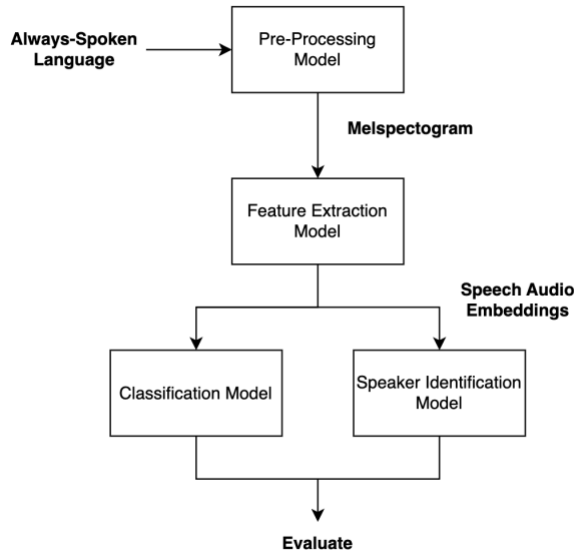 Always-Spoken
Language
Pre-Processing
Model
Melspectogram
Feature Extraction
Model
Speech Audio
Embeddings
Classification Model
Speaker Identification
Model
Evaluate